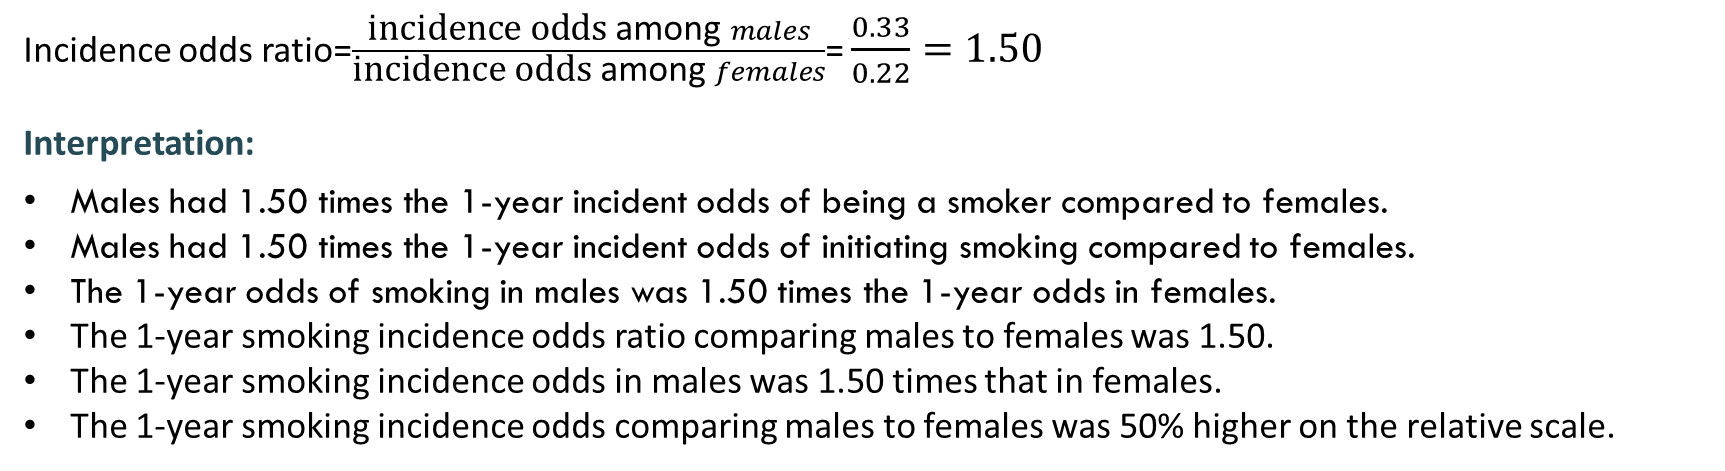 Incidence odds ratio=incidence odds among males/incidence odds among females=0.33/0.22 = 1.50
Interpretation:
• Males had 1.50 times the 1-year incident odds of being a smoker compared to females.
• Males had 1.50 times the 1-year incident odds of initiating smoking compared to females.
• The 1-year odds of smoking in males was 1.50 times the 1-year odds in females.
• The 1-year smoking incidence odds ratio comparing males to females was 1.50.
• The 1-year smoking incidence odds in males was 1.50 times that in females.
• The 1-year smoking incidence odds comparing males to females was 50% higher on the relative scale.